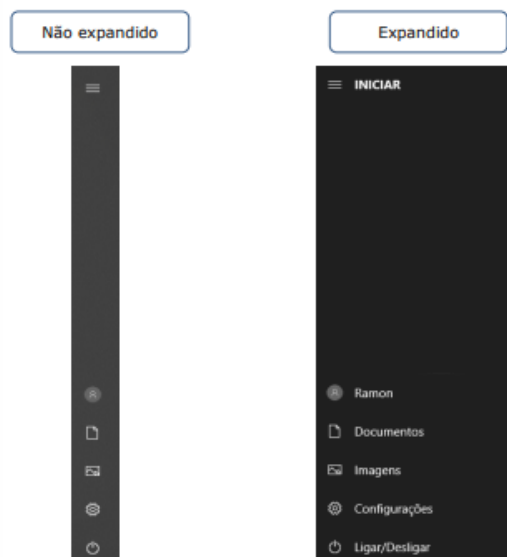 Não expandido
Expandido
INICIAR
Ramon
Documentos
Imagens
Configurações
Ligar/Desligar